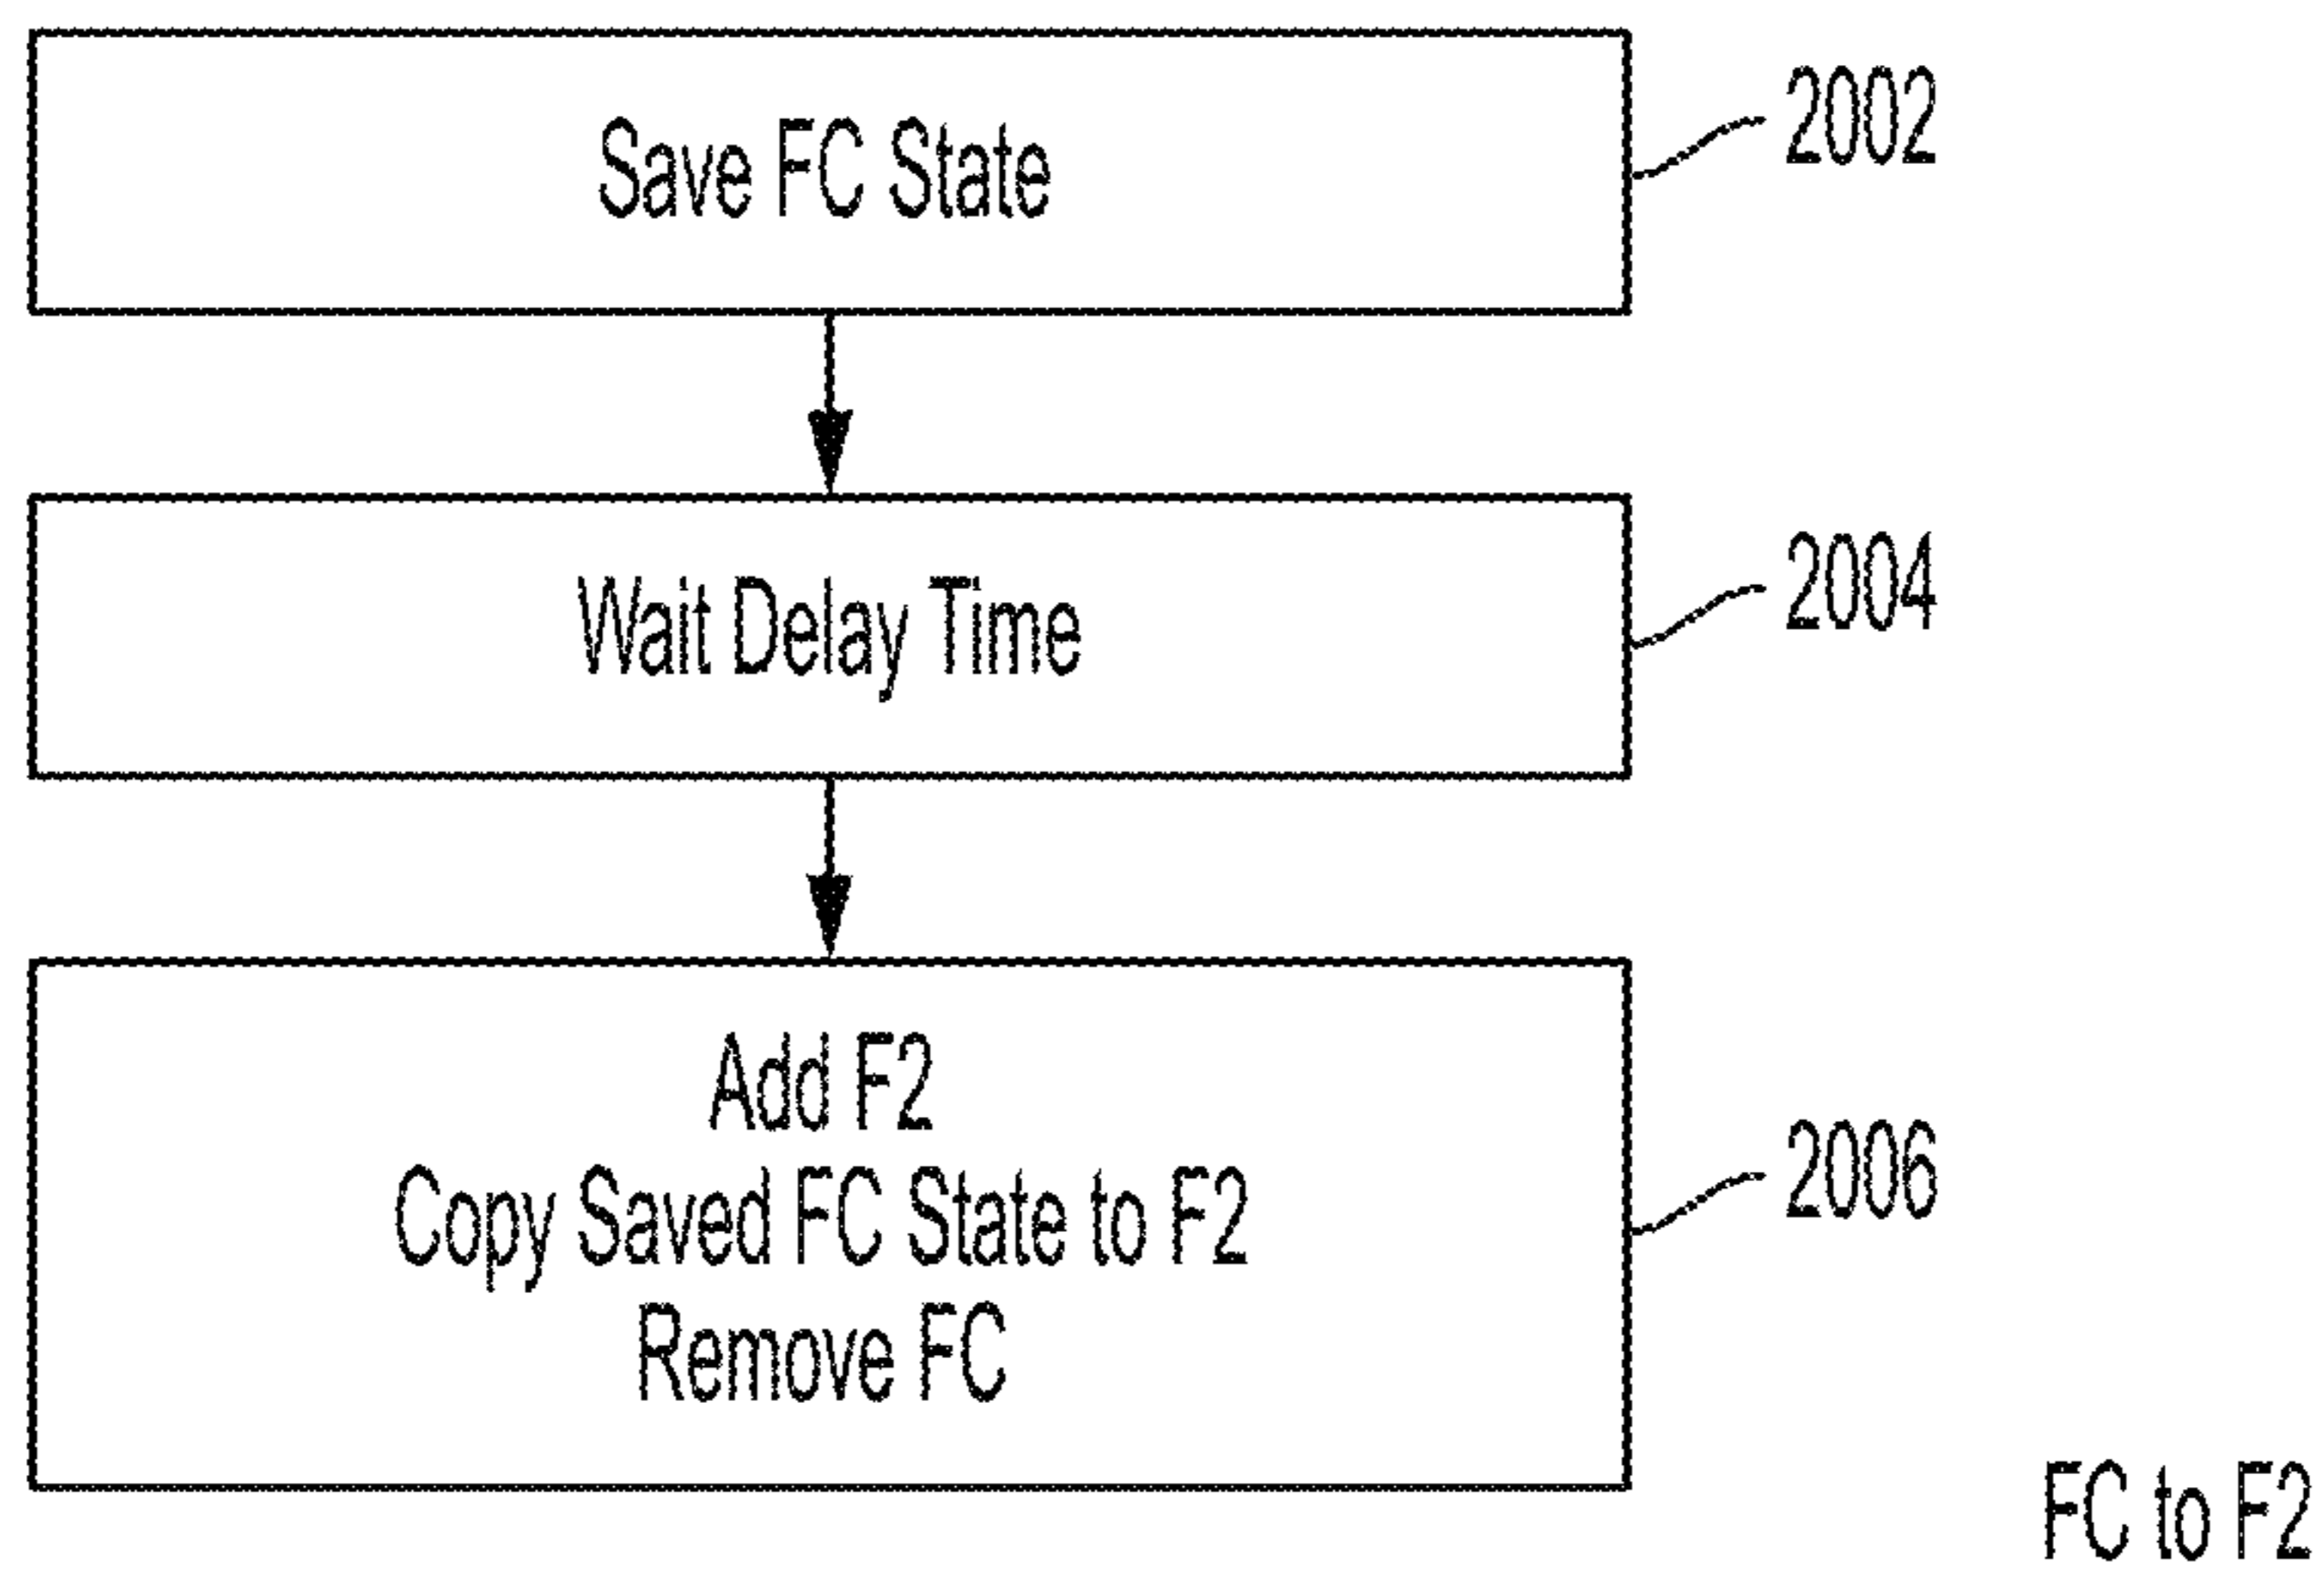 Save FC State
2002
Wait Delay Time
2004
Add F2
Copy Saved FC State to F2
Remove FC
2006
FC to F2